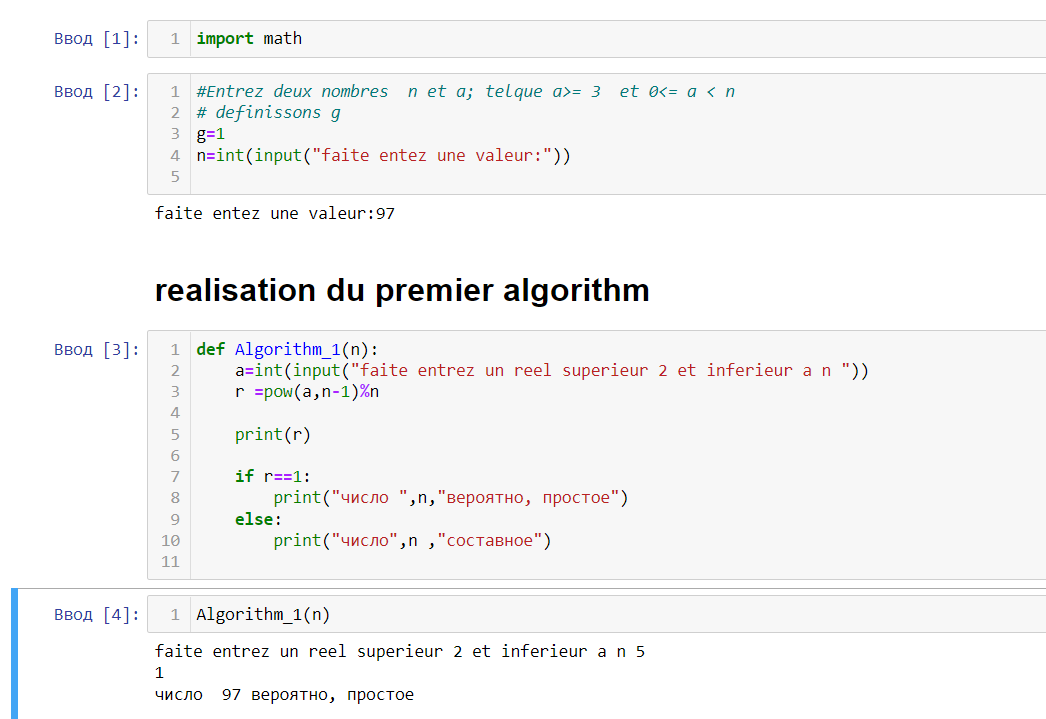 Ввод [1]: 1 import math
Ввод [2]: 1 #Entrez deux nombres  n et a; telque a>= 3  et 0<= a < n
2 # definissons g
3 g=1
4 n=int(input("faite entez une valeur:"))
5
faite entez une valeur:97
realisation du premier algorithm
Ввод [3]: 1 def Algorithm_1(n):
2     a=int(input("faite entrez un reel superieur 2 et inferieur a n "))
3     r =pow(a,n-1)%n
4
5     print(r)
6
7     if r==1:
8         print("число ",n,"вероятно, простое")
9     else:
10         print("число",n ,"составное")
11
Ввод [4]: 1 Algorithm_1(n)
faite entrez un reel superieur 2 et inferieur a n 5
1
число  97 вероятно, простое